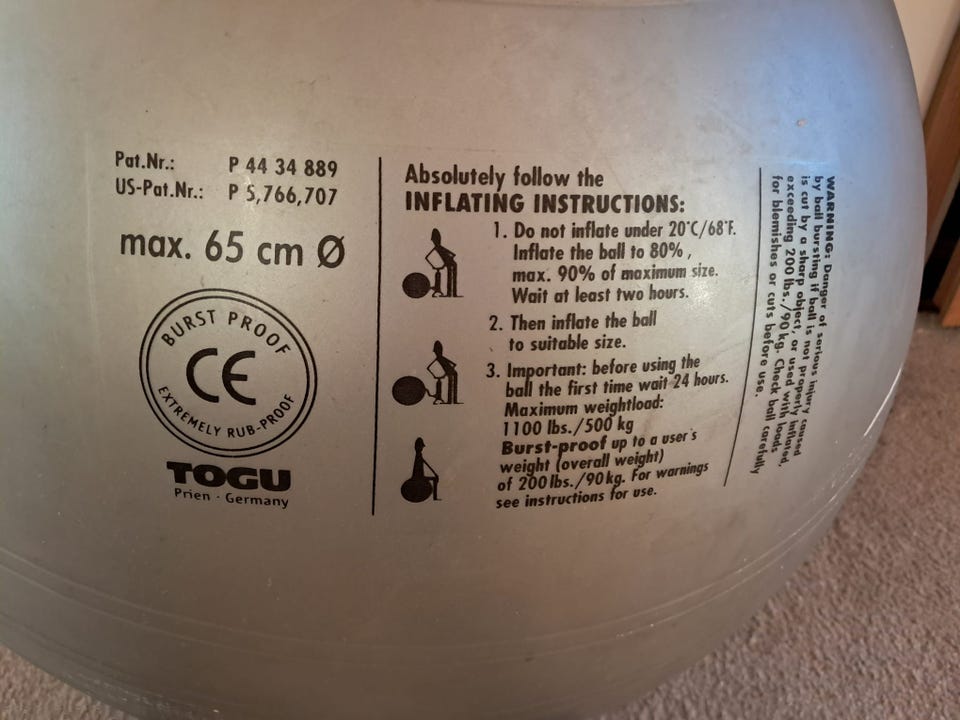 Pat.Nr.: P 44 34 889
US-Pat.Nr.: P 5,766,707
max. 65 cm Ø
BURST PROOF
CE
EXTREMELY RUB-PROOF
TOGU
Prien · Germany
Absolutely follow the
INFLATING INSTRUCTIONS:
1. Do not inflate under 20°C/68°F.
Inflate the ball to 80%,
max. 90% of maximum size.
Wait at least two hours.
2. Then inflate the ball
to suitable size.
3. Important: before using the
ball the first time wait 24 hours.
Maximum weightload:
1100 lbs./500 kg
Burst-proof up to a user's
weight (overall weight)
of 200 lbs./90kg. For warnings
see instructions for use.
WARNING: Danger of serious injury caused
by ball bursting if ball is not properly inflated,
is cut by a sharp object, or used with loads
exceeding 200 lbs./90 kg. Check ball carefully
for blemishes or cuts before use.